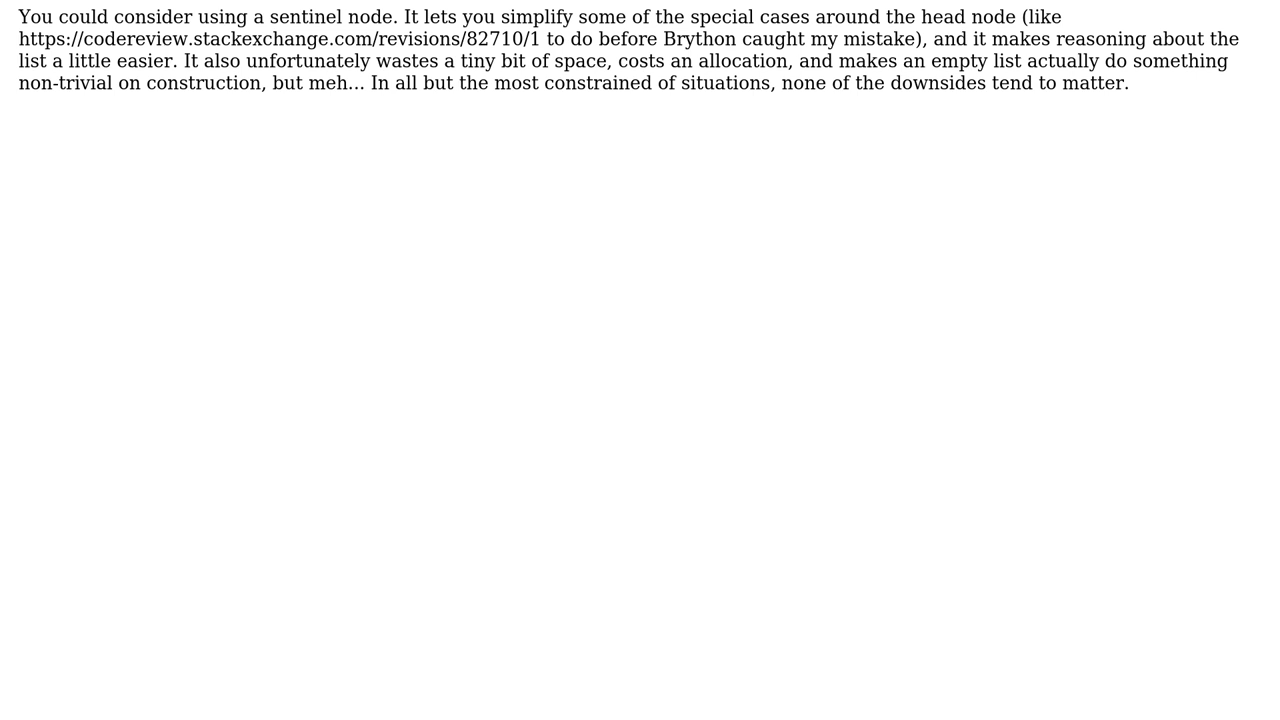 You could consider using a sentinel node. It lets you simplify some of the special cases around the head node (like
https://codereview.stackexchange.com/revisions/82710/1 to do before Brython caught my mistake), and it makes reasoning about the
list a little easier. It also unfortunately wastes a tiny bit of space, costs an allocation, and makes an empty list actually do something
non-trivial on construction, but meh... In all but the most constrained of situations, none of the downsides tend to matter.